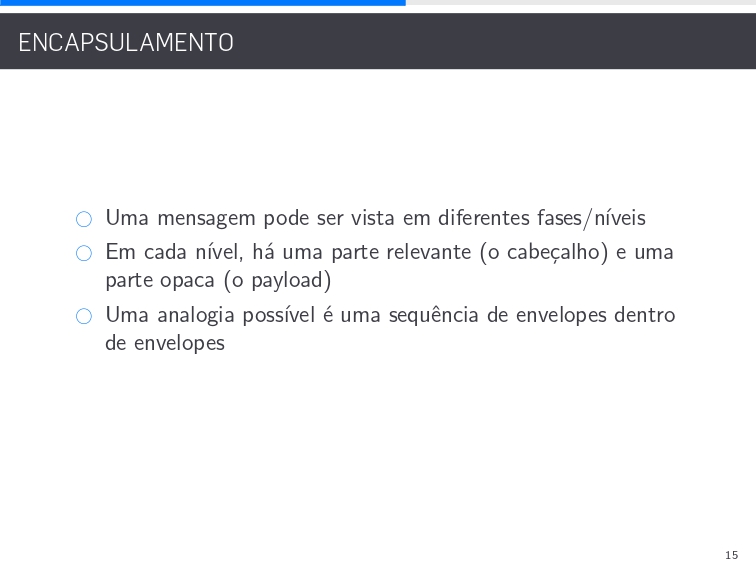 ENCAPSULAMENTO
Uma mensagem pode ser vista em diferentes fases/níveis
Em cada nível, há uma parte relevante (o cabeçalho) e uma
parte opaca (o payload)
Uma analogia possível é uma sequência de envelopes dentro
de envelopes
15